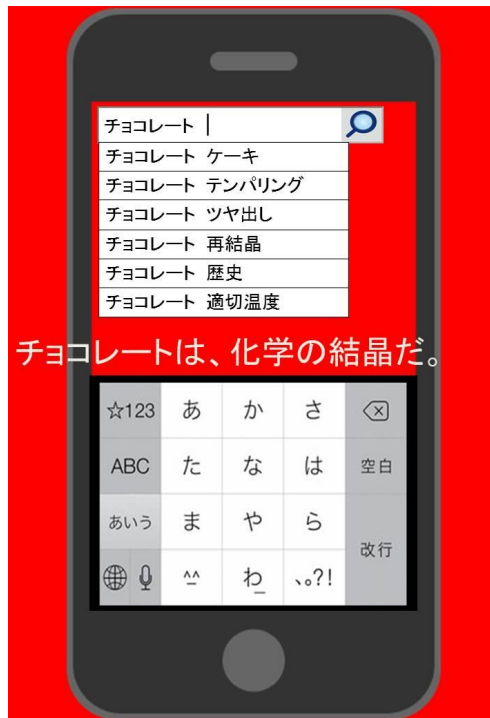 チョコレート
チョコレート ケーキ
チョコレート テンパリング
チョコレート ツヤ出し
チョコレート 再結晶
チョコレート 歴史
チョコレート 適切温度
チョコレートは、化学の結晶だ。
☆123 あ か さ
ABC た な は 空白
あいう ま や ら
改行
^^ わ 、。?!